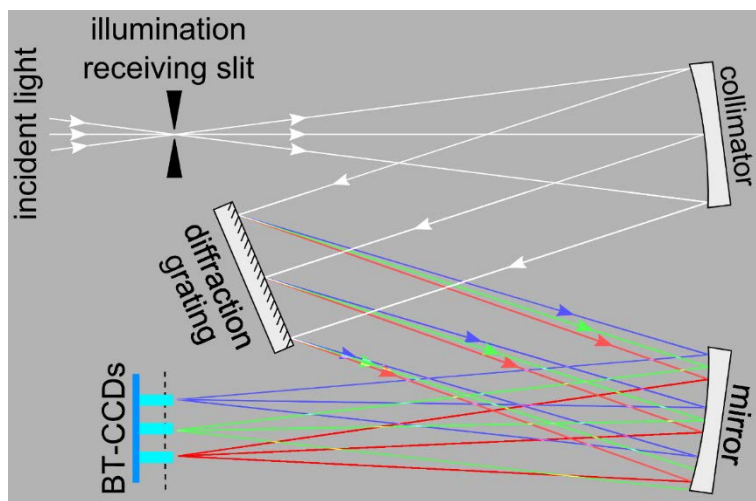 illumination
receiving slit
incident light
collimator
diffraction
grating
BT-CCDs
mirror